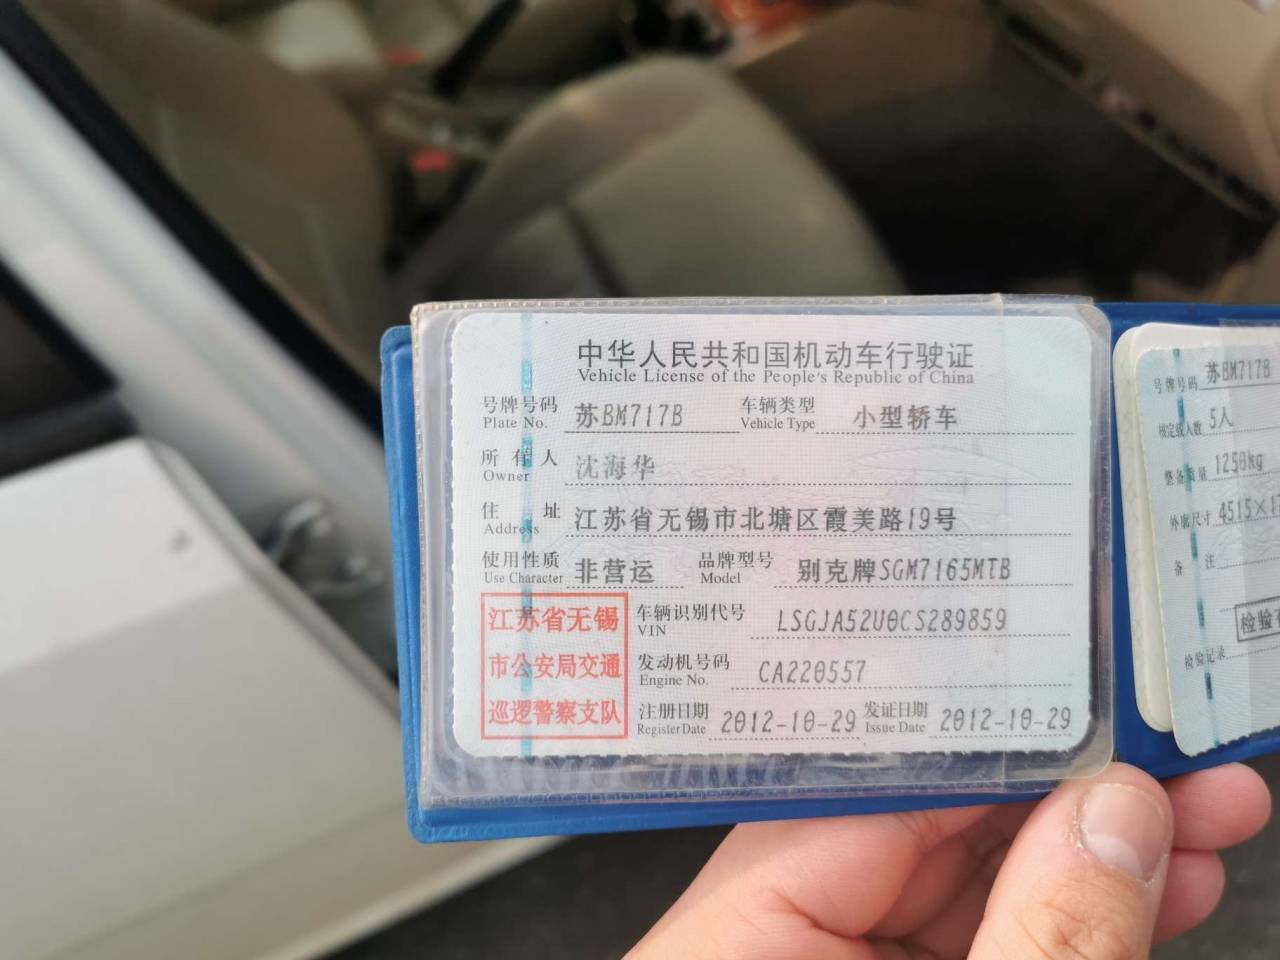 中华人民共和国机动车行驶证
Vehicle License of the People's Republic of China
号牌号码 苏BM717B 车辆类型 小型轿车
Plate No. Vehicle Type
所有人 沈海华
Owner
住址 江苏省无锡市北塘区霞美路19号
Address
使用性质 非营运 品牌型号 别克牌SGM7165MTB
Use Character Model
江苏省无锡
市公安局交通
巡逻警察支队
车辆识别代号 LSGJA52U0CS289859
VIN
发动机号码 CA220557
Engine No.
注册日期 2012-10-29 发证日期 2012-10-29
Register Date Issue Date
号牌号码 苏BM717B
核定载人数 5人
整备质量 1250kg
外廓尺寸 4515×1
备注
检验
检验记录